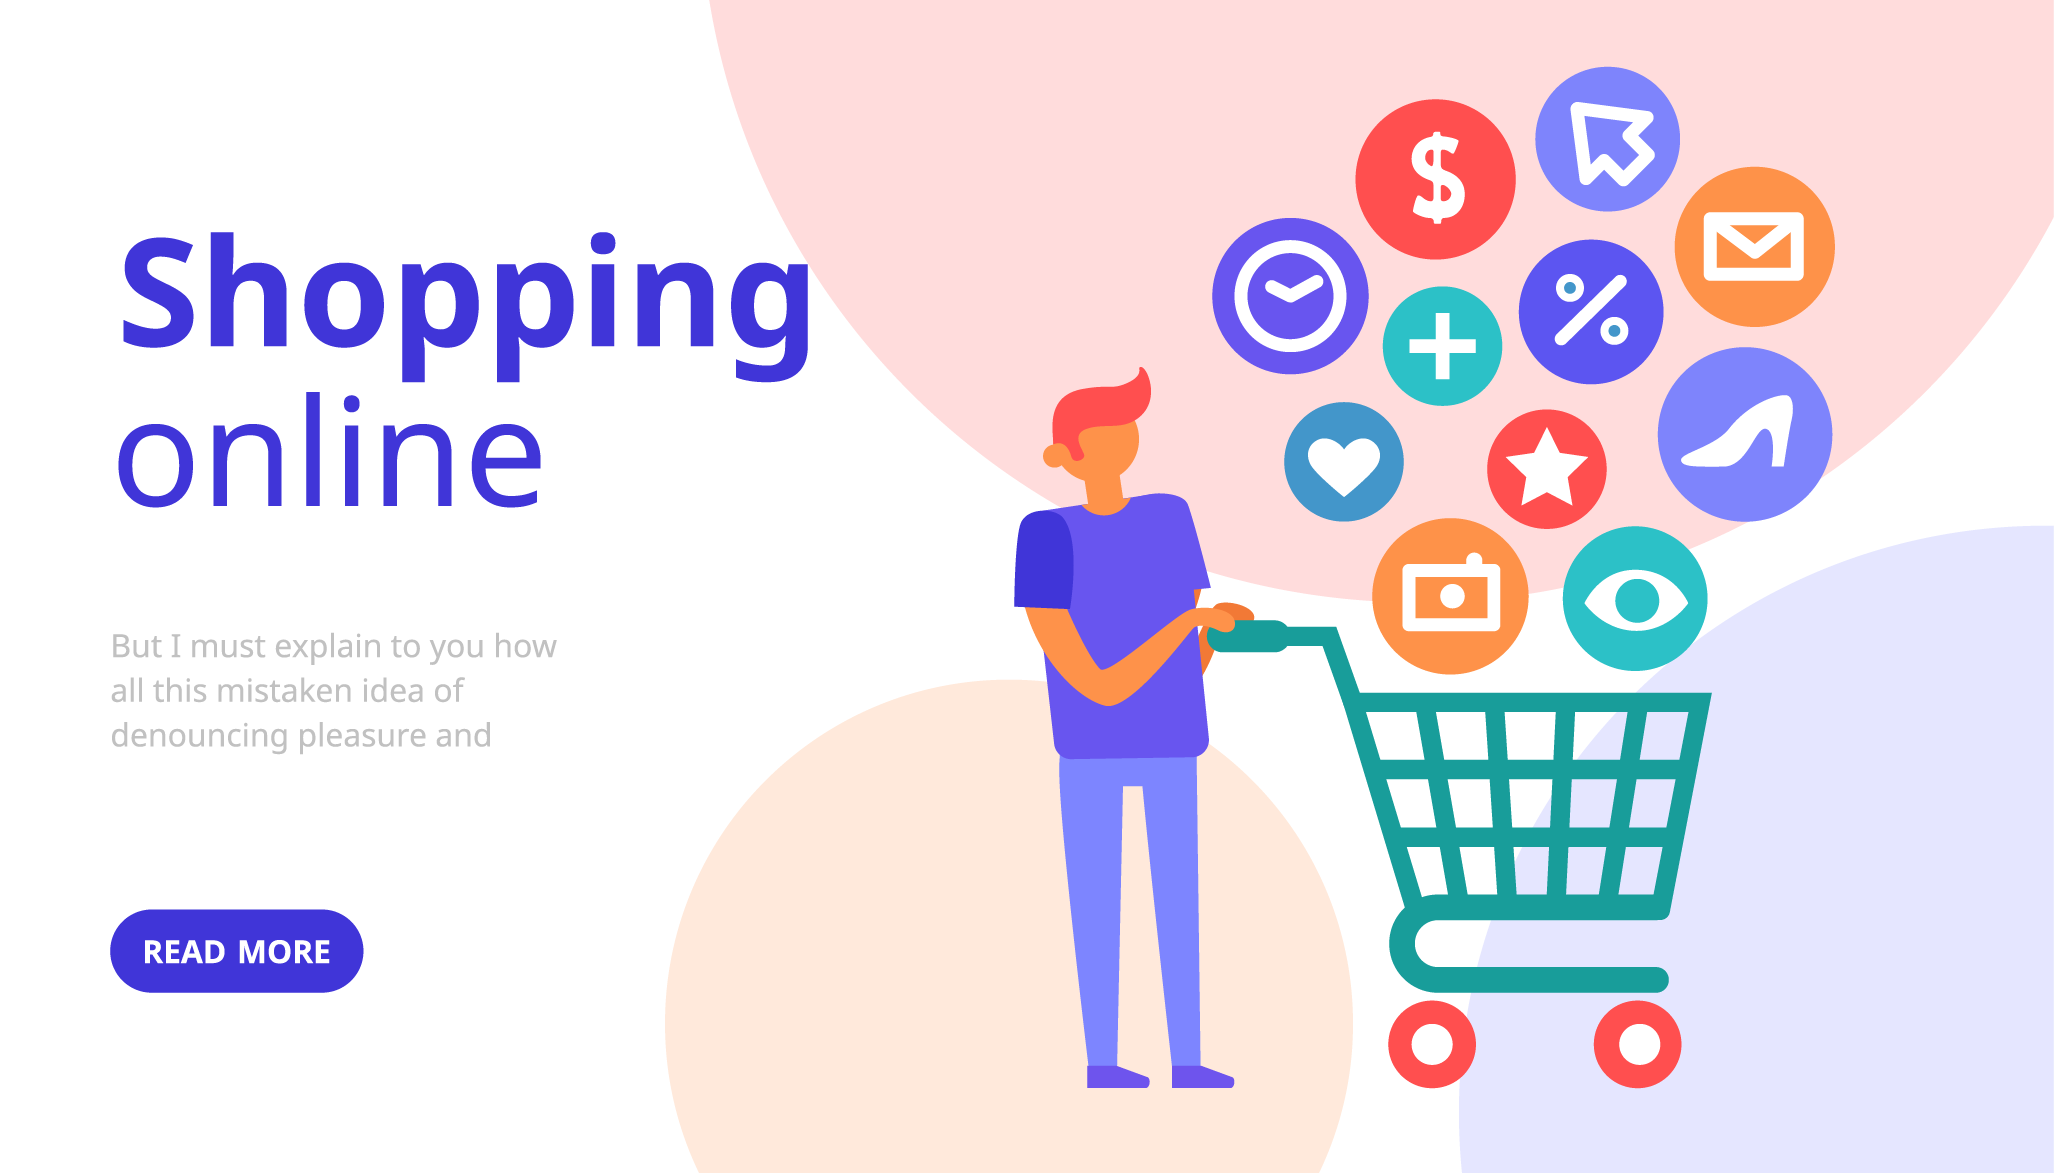 Shopping
online
But I must explain to you how
all this mistaken idea of
denouncing pleasure and
READ MORE
$
%